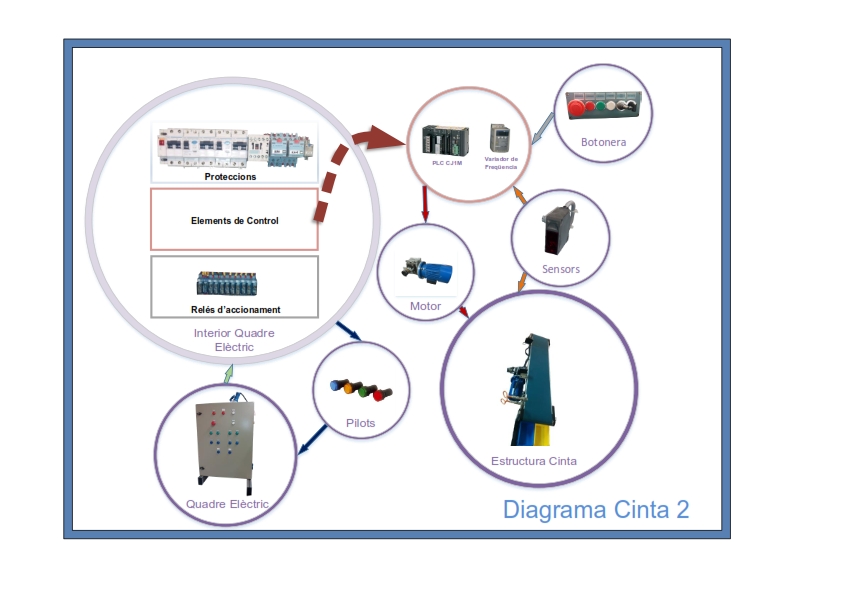 Proteccions
Elements de Control
Relés d'accionament
Interior Quadre
Elèctric
PLC CJ1M
Variador de
Freqüencia
Botonera
Sensors
Motor
Pilots
Estructura Cinta
Quadre Elèctric
Diagrama Cinta 2